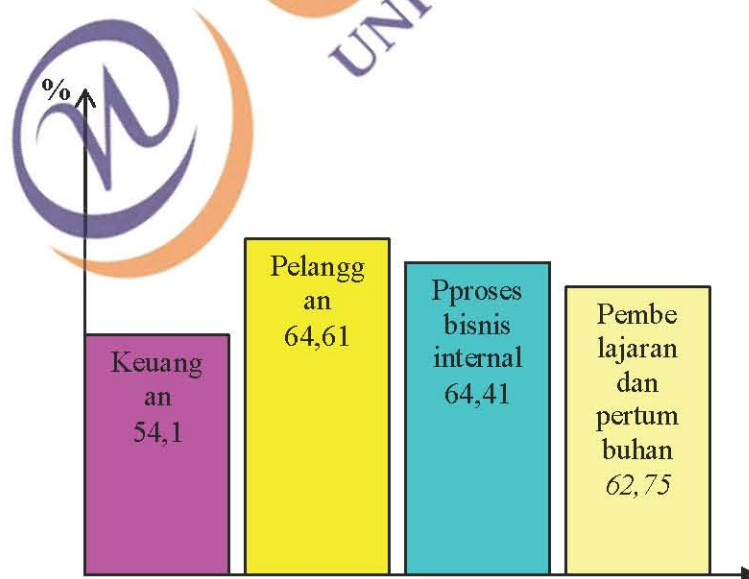 UNI
%
Keuang
an
54,1
Pelangg
an
64,61
Pproses
bisnis
internal
64,41
Pembe
lajaran
dan
pertum
buhan
62,75